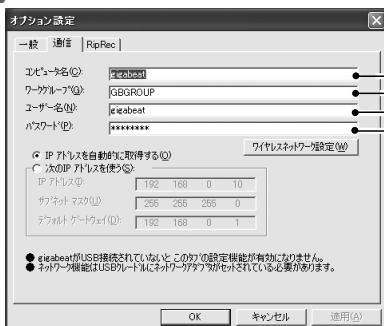 オプション設定
一般 通信 RipRec
コンピュータ名(C): gigabeat
ワークグループ(G): GBGROUP
ユーザー名(N): gigabeat
パスワード(P): ********
ワイヤレスネットワーク設定(W)
IP アドレスを自動的に取得する(O)
次のIP アドレスを使う(S):
IP アドレス(I): 192 168 0 10
サブネット マスク(U): 255 255 255 0
デフォルト ゲートウェイ(D): 192 168 0 1
● gigabeatがUSB接続されていないと このタブの設定機能が有効になりません。
● ネットワーク機能はUSBクレードルにネットワークアダプタがセットされている必要があります。
OK キャンセル 適用(A)